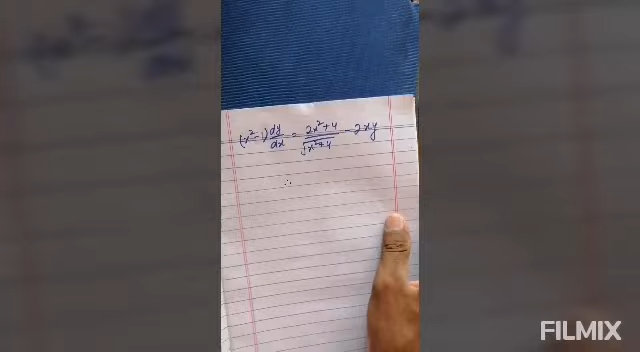 (x²-1) dy/dx = 2x²+4/√x²+4 - 2xy
∴
FILMIX